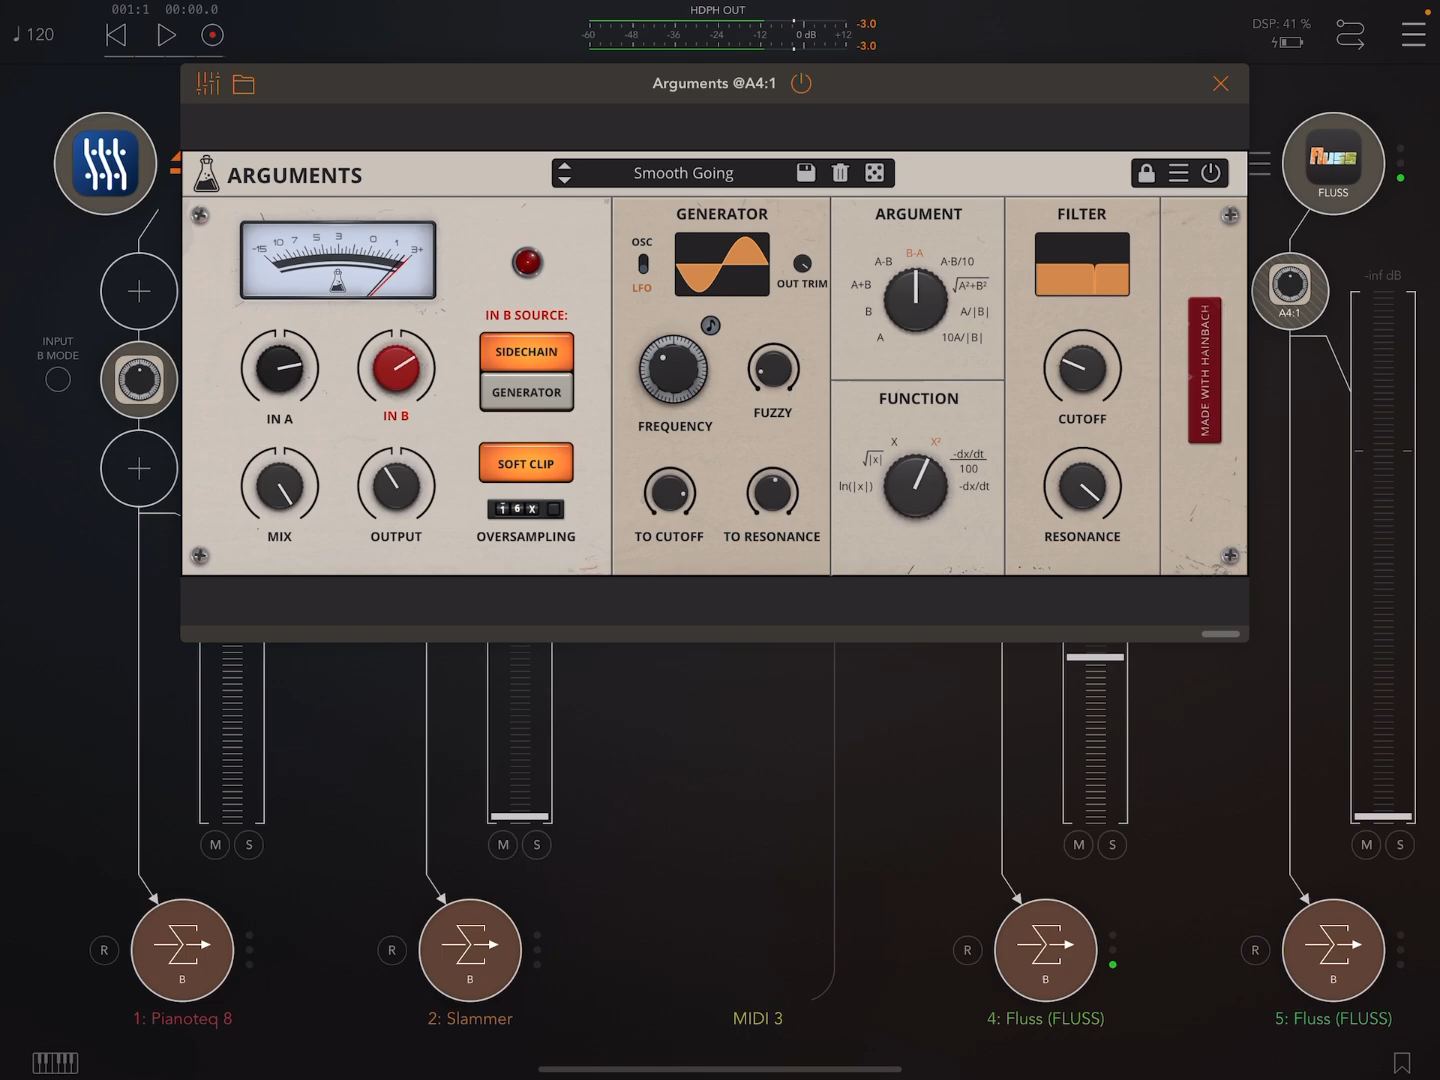 001:1 00:00.0
♩ 120
HDPH OUT
-60 -48 -36 -24 -12 0 dB +12
-3.0
-3.0
DSP: 41 %
Arguments @A4:1
ARGUMENTS
Smooth Going
-15 10 7 5 3 0 1 3+
IN B SOURCE:
SIDECHAIN
GENERATOR
IN A
IN B
SOFT CLIP
16X
MIX
OUTPUT
OVERSAMPLING
GENERATOR
OSC
LFO
OUT TRIM
FREQUENCY
FUZZY
TO CUTOFF
TO RESONANCE
ARGUMENT
A-B B-A A-B/10
A+B √A²+B²
B A/|B|
A 10A/|B|
FUNCTION
X X²
√|x| -dx/dt
100
ln(|x|) -dx/dt
FILTER
CUTOFF
RESONANCE
MADE WITH HAINBACH
INPUT
B MODE
FLUSS
FLUSS
A4:1
-inf dB
M S
M S
M S
M S
R B
R B
R B
R B
1: Pianoteq 8
2: Slammer
MIDI 3
4: Fluss (FLUSS)
5: Fluss (FLUSS)